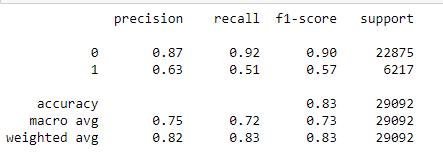 precision recall f1-score support
0 0.87 0.92 0.90 22875
1 0.63 0.51 0.57 6217
accuracy 0.83 29092
macro avg 0.75 0.72 0.73 29092
weighted avg 0.82 0.83 0.83 29092